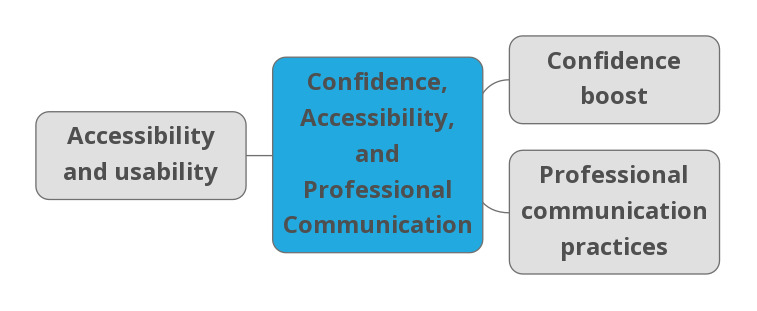 Accessibility
and usability
Confidence,
Accessibility,
and
Professional
Communication
Confidence
boost
Professional
communication
practices